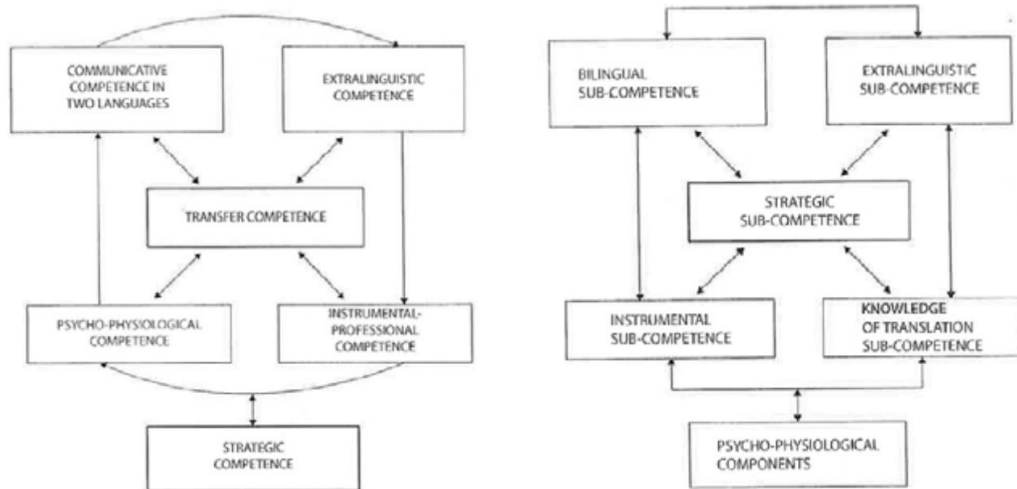 COMMUNICATIVE
COMPETENCE IN
TWO LANGUAGES
EXTRALINGUISTIC
COMPETENCE
TRANSFER COMPETENCE
PSYCHO-PHYSIOLOGICAL
COMPETENCE
INSTRUMENTAL-
PROFESSIONAL
COMPETENCE
STRATEGIC
COMPETENCE
BILINGUAL
SUB-COMPETENCE
EXTRALINGUISTIC
SUB-COMPETENCE
STRATEGIC
SUB-COMPETENCE
INSTRUMENTAL
SUB-COMPETENCE
KNOWLEDGE
OF TRANSLATION
SUB-COMPETENCE
PSYCHO-PHYSIOLOGICAL
COMPONENTS